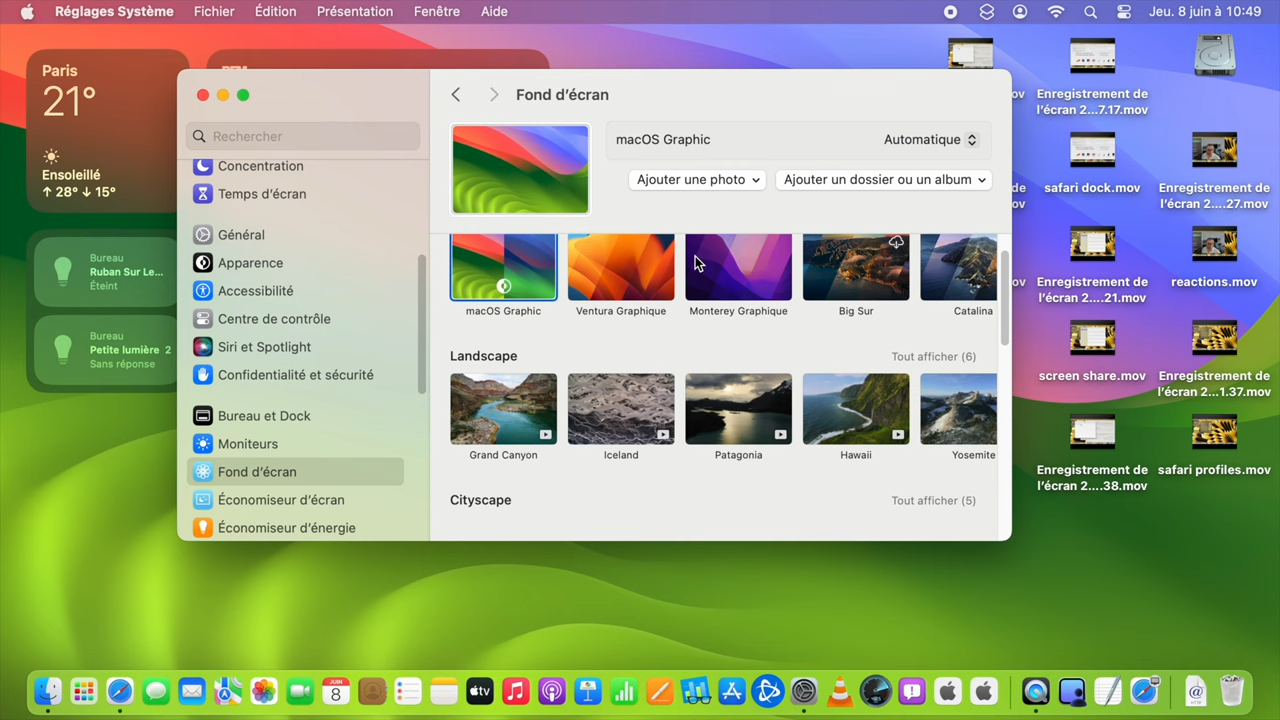 Réglages Système Fichier Édition Présentation Fenêtre Aide
Jeu. 8 juin à 10:49
Paris
21°
Ensoleillé
↑ 28° ↓ 15°
Bureau
Ruban Sur Le...
Éteint
Bureau
Petite lumière 2
Sans réponse
Rechercher
Concentration
Temps d'écran
Général
Apparence
Accessibilité
Centre de contrôle
Siri et Spotlight
Confidentialité et sécurité
Bureau et Dock
Moniteurs
Fond d'écran
Économiseur d'écran
Économiseur d'énergie
Fond d'écran
macOS Graphic
Automatique
Ajouter une photo
Ajouter un dossier ou un album
macOS Graphic
Ventura Graphique
Monterey Graphique
Big Sur
Catalina
Landscape
Tout afficher (6)
Grand Canyon
Iceland
Patagonia
Hawaii
Yosemite
Cityscape
Tout afficher (5)
ov
de
ov
Enregistrement de
l'écran 2...7.17.mov
safari dock.mov
Enregistrement de
l'écran 2....27.mov
Enregistrement de
l'écran 2....21.mov
reactions.mov
screen share.mov
Enregistrement de
l'écran 2...1.37.mov
Enregistrement de
l'écran 2....38.mov
safari profiles.mov
JUIN
8
tv